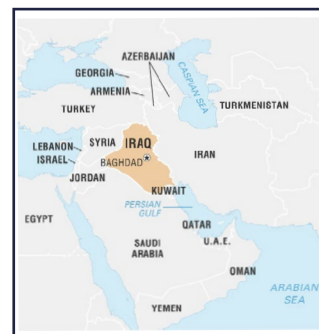 AZERBAIJAN
GEORGIA
ARMENIA
CASPIAN SEA
TURKEY
TURKMENISTAN
SYRIA
IRAQ
LEBANON
BAGHDAD
ISRAEL
IRAN
JORDAN
KUWAIT
PERSIAN
GULF
EGYPT
QATAR
U.A.E.
SAUDI
ARABIA
OMAN
ARABIAN
SEA
YEMEN